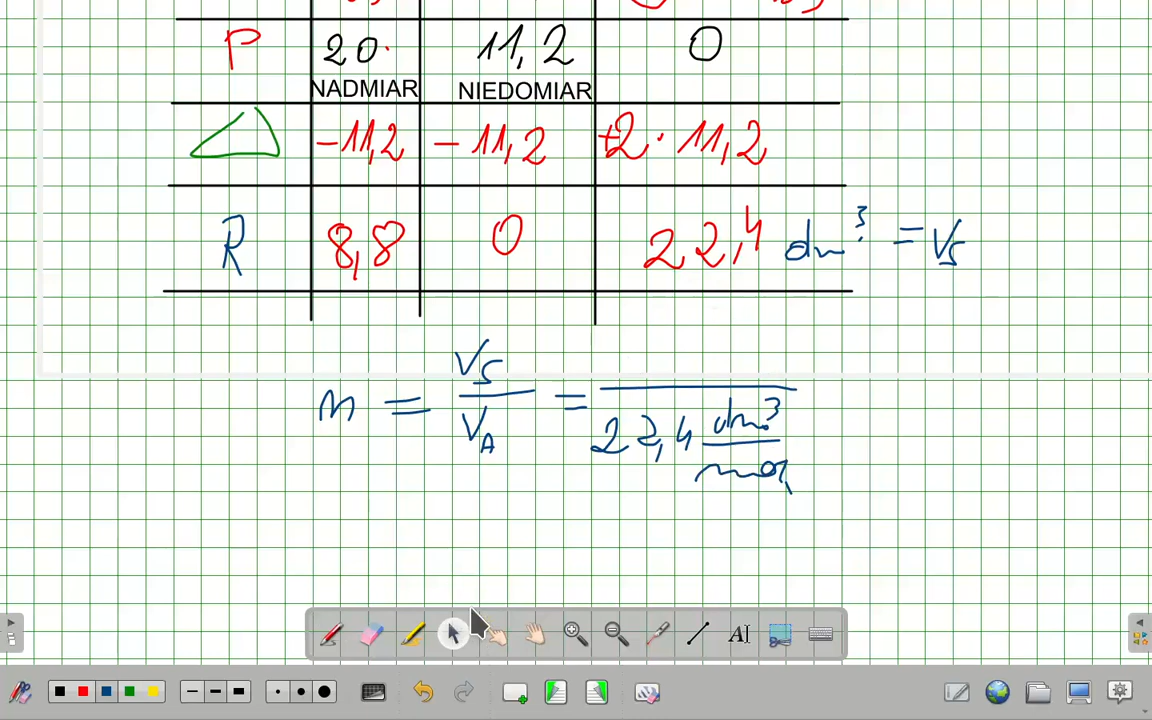 P 20. 11,2 0
NADMIAR NIEDOMIAR
-11,2 -11,2 +2·11,2
R 8,8 0 22,4 dm³ = Vs
n = Vs / VA = / 22,4 dm³/mol